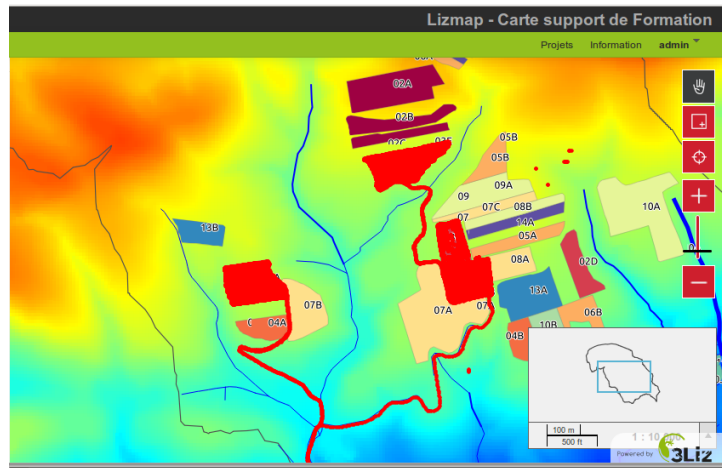 Lizmap - Carte support de Formation
Projets Information admin
02A
02B
02C
05B
05B
09A
09
07C 08B
10A
07
14A
13B
05A
08A
02D
13A
07B
07A
06B
04A
10B
04B
100 m
500 ft
1 : 10 000
Powered by 3Liz